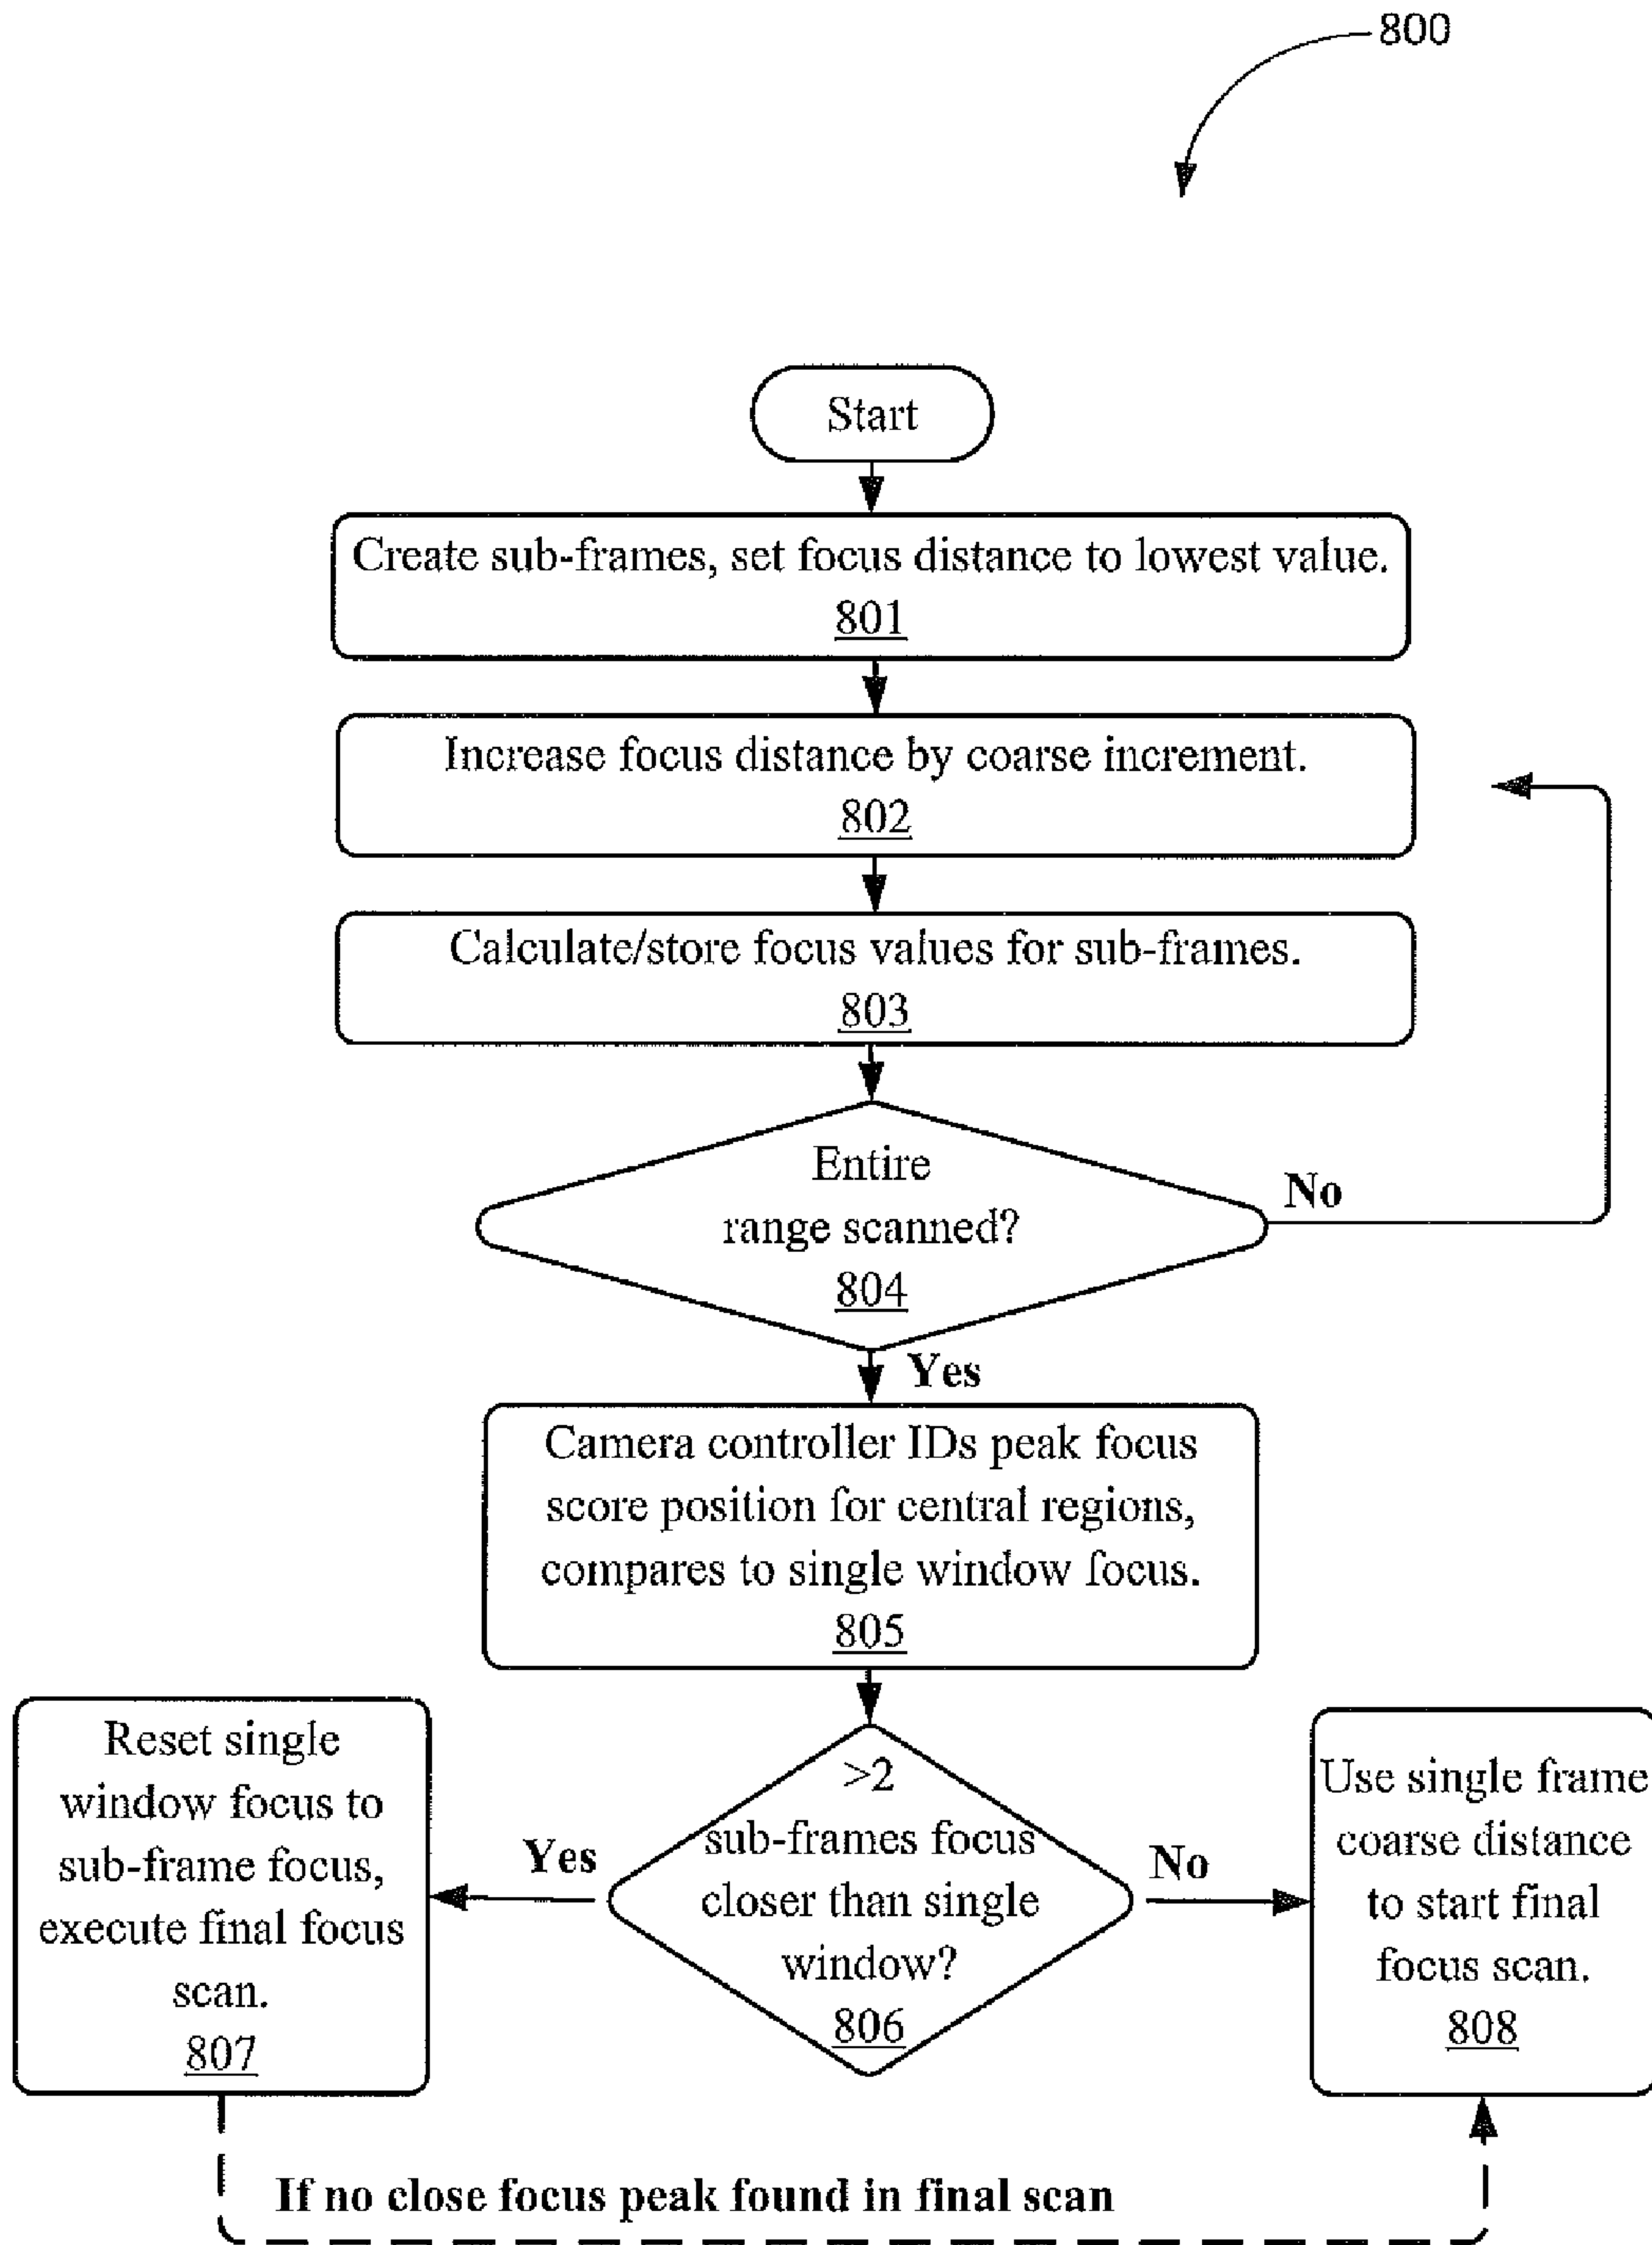 800
Start
Create sub-frames, set focus distance to lowest value.
801
Increase focus distance by coarse increment.
802
Calculate/store focus values for sub-frames.
803
Entire
range scanned?
804
No
Yes
Camera controller IDs peak focus
score position for central regions,
compares to single window focus.
805
>2
sub-frames focus
closer than single
window?
806
Yes
No
Reset single
window focus to
sub-frame focus,
execute final focus
scan.
807
Use single frame
coarse distance
to start final
focus scan.
808
If no close focus peak found in final scan